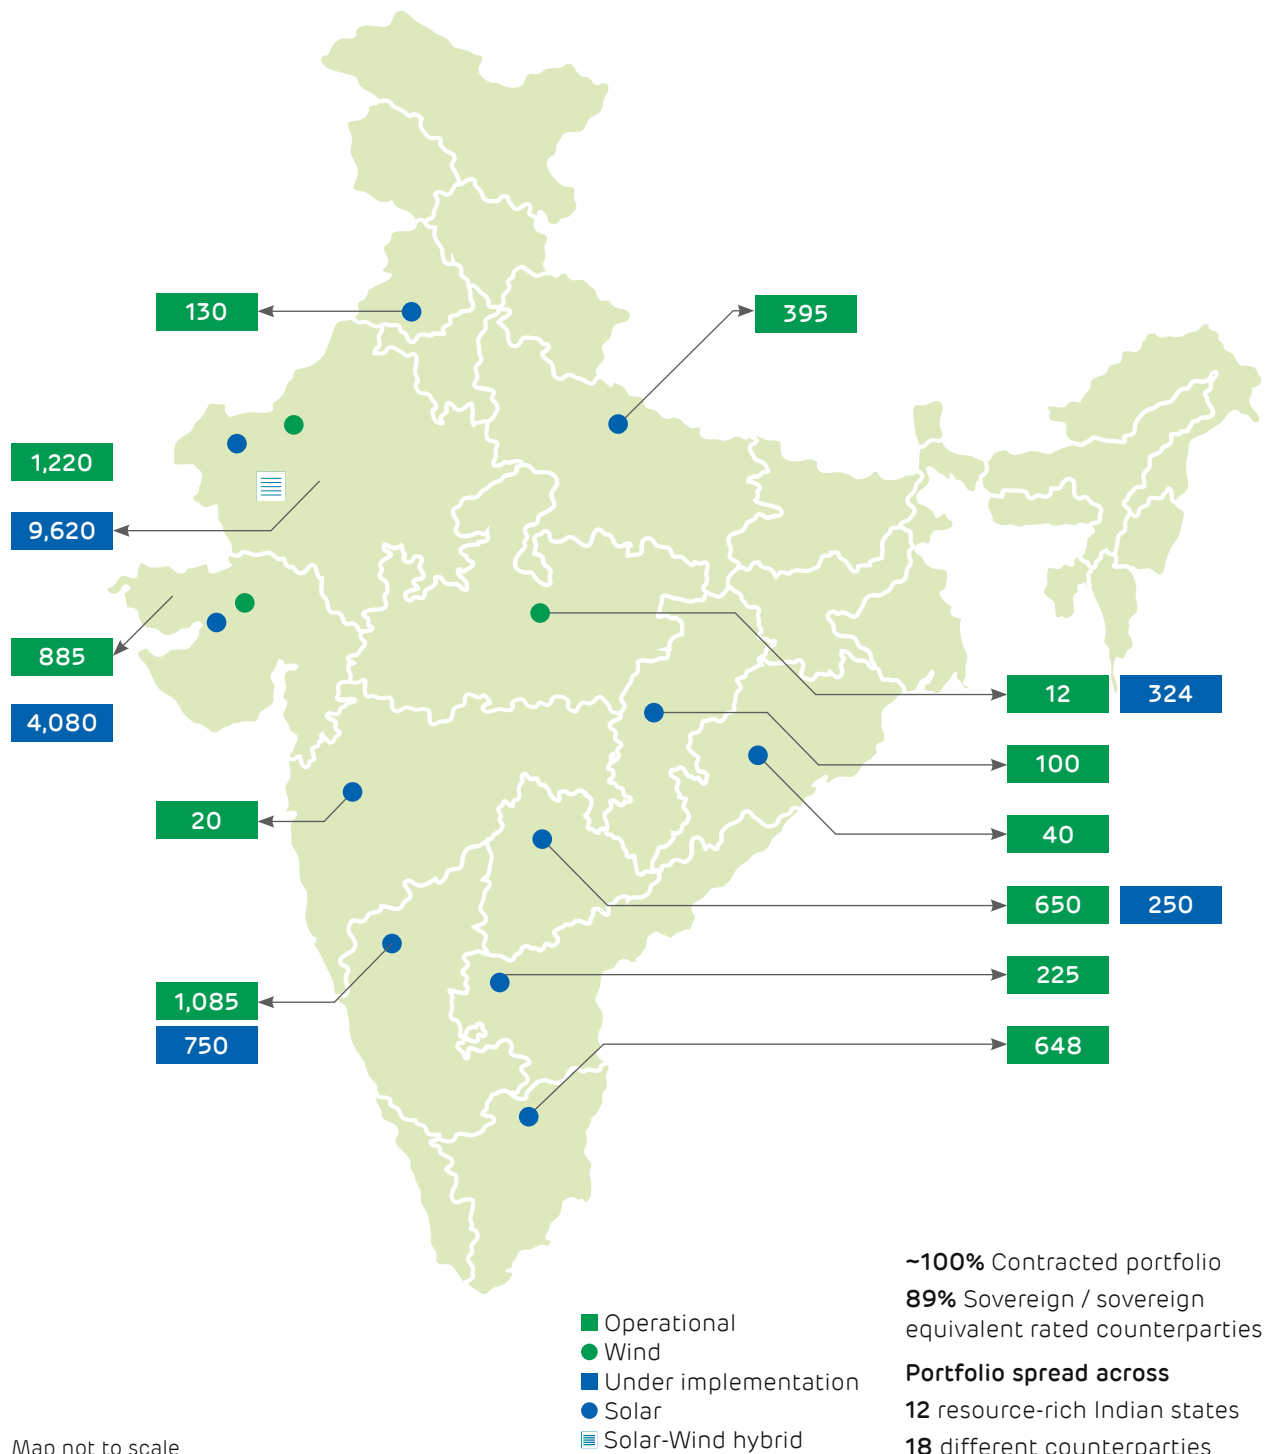 130
395
1,220
9,620
885
4,080
12 324
100
20
40
650 250
225
1,085
750
648
Operational
Wind
Under implementation
Solar
Solar-Wind hybrid
~100% Contracted portfolio
89% Sovereign / sovereign
equivalent rated counterparties
Portfolio spread across
12 resource-rich Indian states
18 different counterparties
Map not to scale